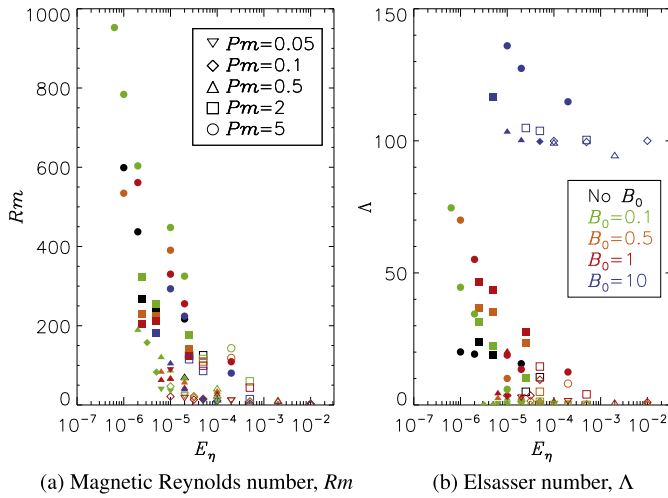 1000
800
600
400
200
0
Rm
10⁻⁷ 10⁻⁶ 10⁻⁵ 10⁻⁴ 10⁻³ 10⁻²
E_η
Pm=0.05
Pm=0.1
Pm=0.5
Pm=2
Pm=5
(a) Magnetic Reynolds number, Rm
150
100
50
0
Λ
10⁻⁷ 10⁻⁶ 10⁻⁵ 10⁻⁴ 10⁻³ 10⁻²
E_η
No B₀
B₀=0.1
B₀=0.5
B₀=1
B₀=10
(b) Elsasser number, Λ